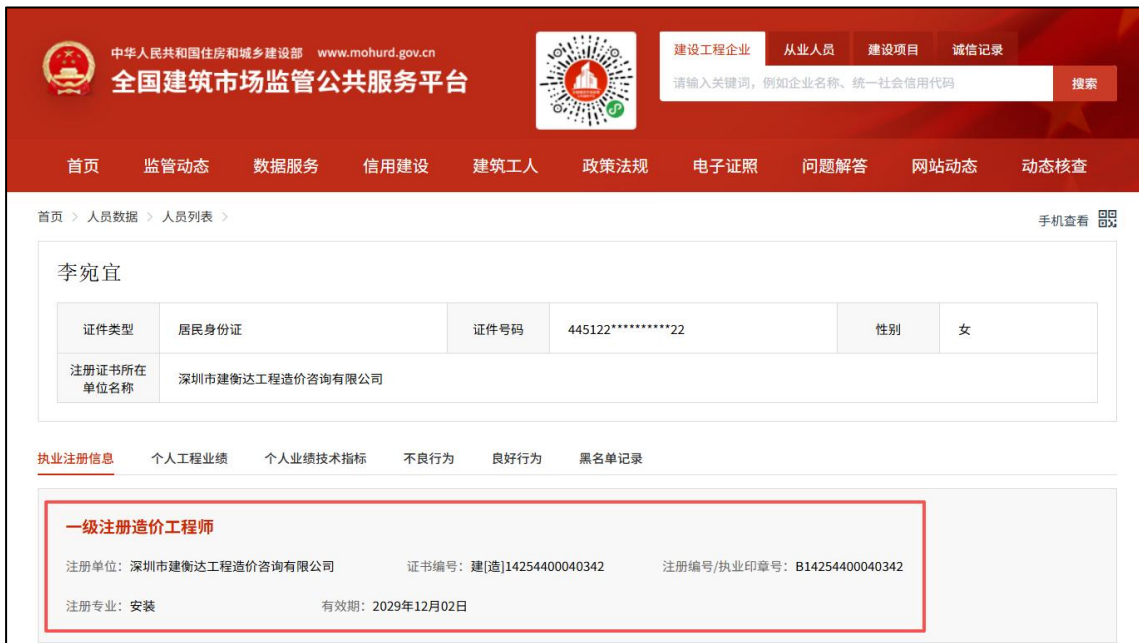 中华人民共和国住房和城乡建设部 www.mohurd.gov.cn
全国建筑市场监管公共服务平台
建设工程企业 从业人员 建设项目 诚信记录
请输入关键词，例如企业名称、统一社会信用代码 搜索
首页 监管动态 数据服务 信用建设 建筑工人 政策法规 电子证照 问题解答 网站动态 动态核查
首页 > 人员数据 > 人员列表 >
手机查看
李宛宜
证件类型 居民身份证 证件号码 445122**********22 性别 女
注册证书所在
单位名称
深圳市建衡达工程造价咨询有限公司
执业注册信息 个人工程业绩 个人业绩技术指标 不良行为 良好行为 黑名单记录
一级注册造价工程师
注册单位：深圳市建衡达工程造价咨询有限公司 证书编号：建[造]14254400040342 注册编号/执业印章号：B14254400040342
注册专业：安装 有效期：2029年12月02日